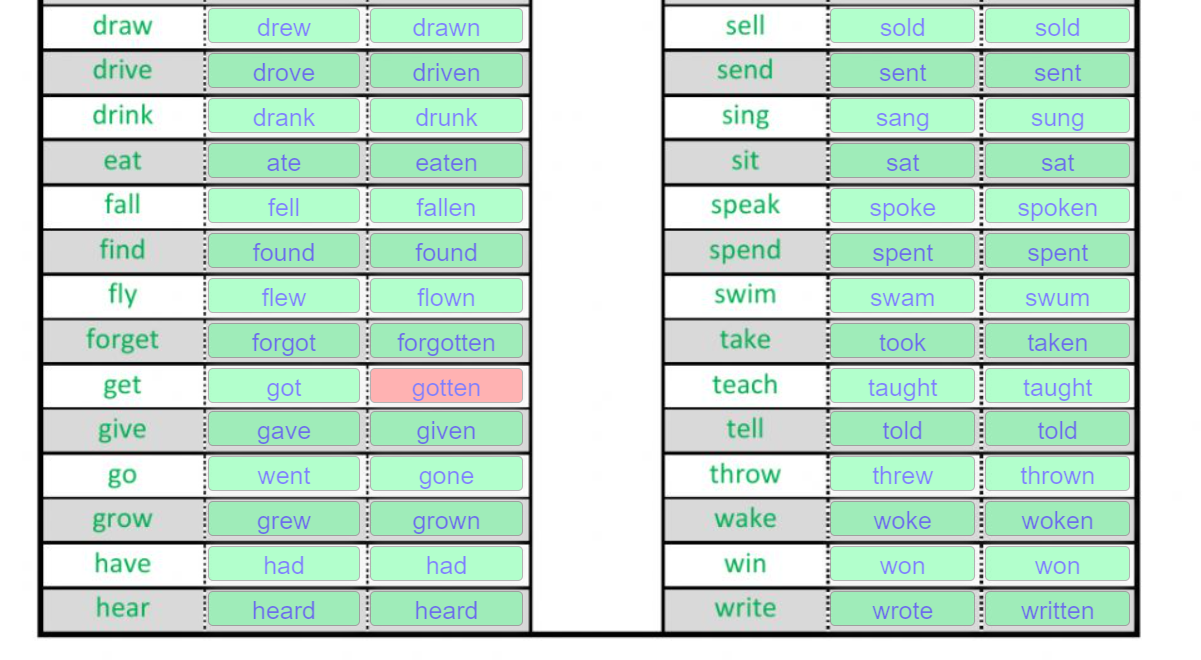 draw drew drawn
drive drove driven
drink drank drunk
eat ate eaten
fall fell fallen
find found found
fly flew flown
forget forgot forgotten
get got gotten
give gave given
go went gone
grow grew grown
have had had
hear heard heard
sell sold sold
send sent sent
sing sang sung
sit sat sat
speak spoke spoken
spend spent spent
swim swam swum
take took taken
teach taught taught
tell told told
throw threw thrown
wake woke woken
win won won
write wrote written